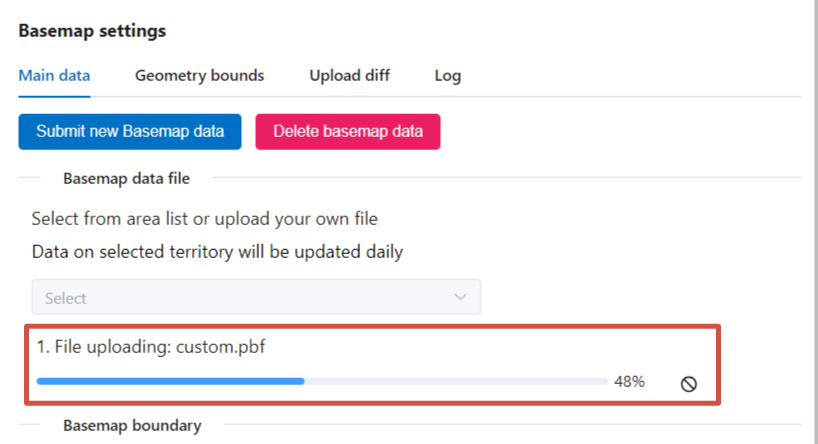 Basemap settings
Main data Geometry bounds Upload diff Log
Submit new Basemap data Delete basemap data
Basemap data file
Select from area list or upload your own file
Data on selected territory will be updated daily
Select
1. File uploading: custom.pbf
48%
Basemap boundary